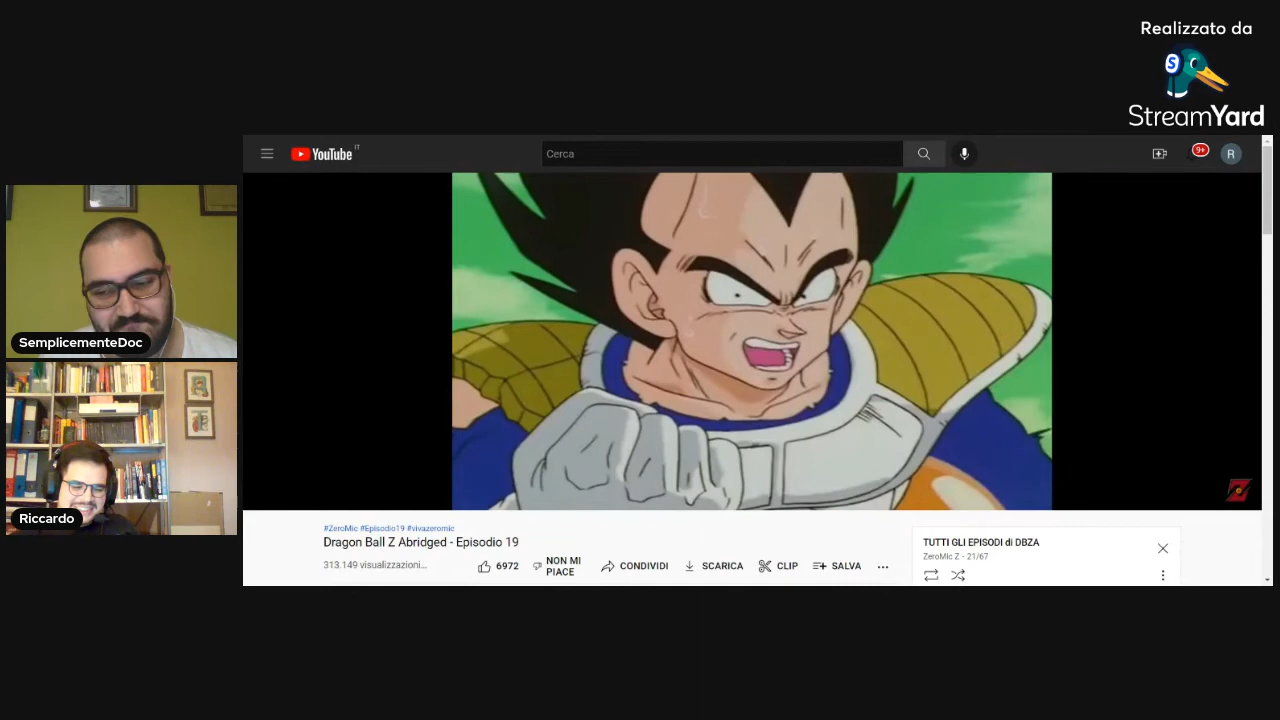 Realizzato da
S
StreamYard
YouTube IT
Cerca
9+
R
SemplicementeDoc
Riccardo
Z
#ZeroMic #Episodio19 #vivazeromic
Dragon Ball Z Abridged - Episodio 19
313.149 visualizzazioni...
6972
NON MI
PIACE
CONDIVIDI
SCARICA
CLIP
SALVA
TUTTI GLI EPISODI di DBZA
ZeroMic Z - 21/67